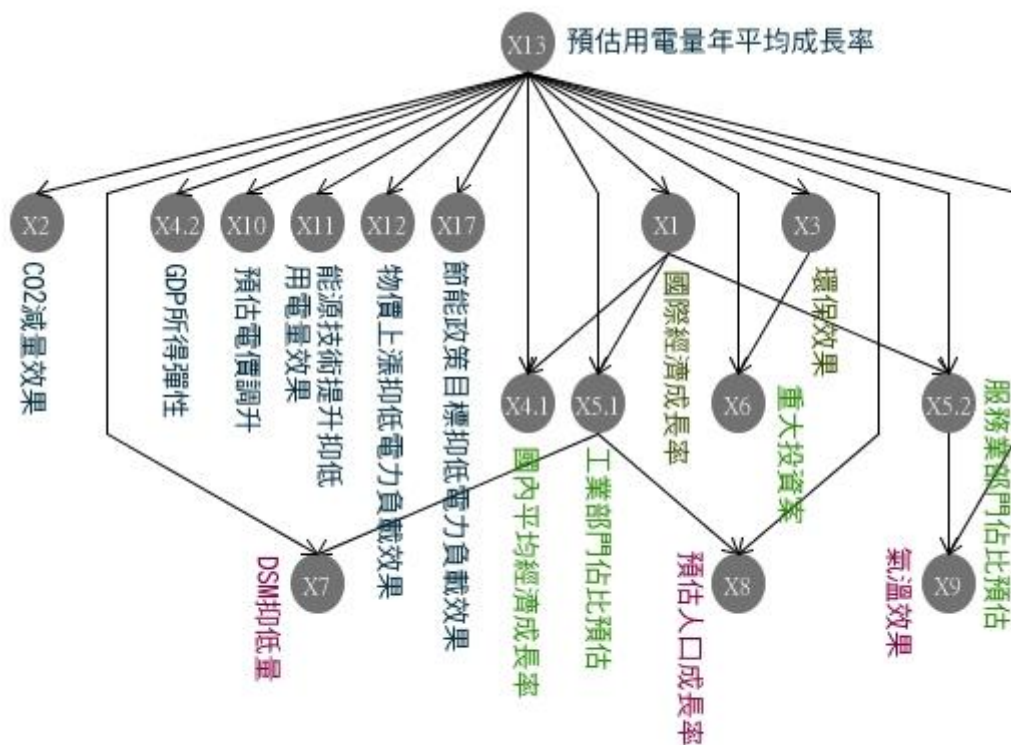 X13
預估用電量年平均成長率
X2
CO2減量效果
X4.2
GDP所得彈性
X10
預估電價調升
X11
能源技術提升抑低
用電量效果
X12
物價上漲抑低電力負載效果
X17
節能政策目標抑低電力負載效果
X1
國際經濟成長率
X3
環保效果
X4.1
國內平均經濟成長率
X5.1
工業部門佔比預估
X6
重大投資案
X5.2
服務業部門佔比預估
X7
DSM抑低量
X8
預估人口成長率
X9
氣溫效果